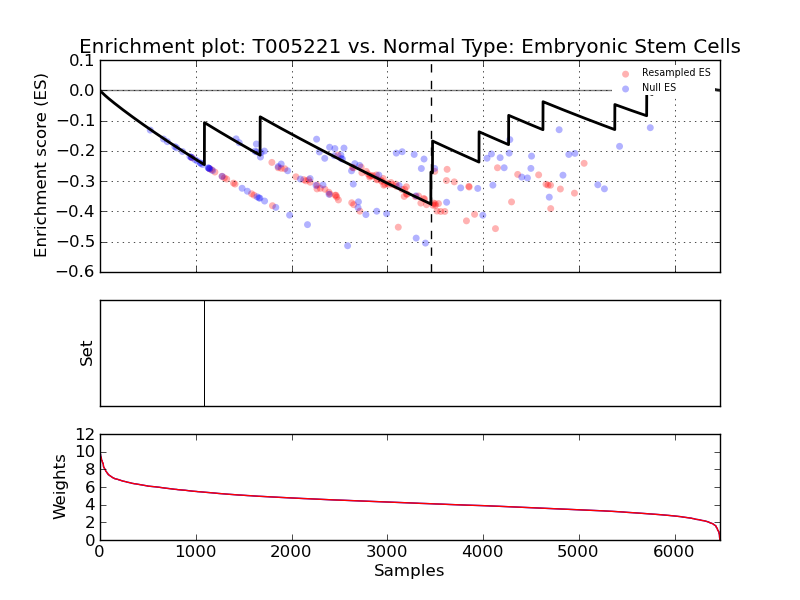 Enrichment plot: T005221 vs. Normal Type: Embryonic Stem Cells
0.1
0.0
−0.1
−0.2
−0.3
−0.4
−0.5
−0.6
Enrichment score (ES)
Resampled ES
Null ES
Set
12
10
8
6
4
2
0
Weights
0 1000 2000 3000 4000 5000 6000
Samples